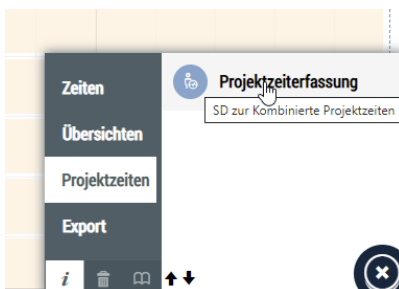 Zeiten
Projektzeiterfassung
SD zur Kombinierte Projektzeiten
Übersichten
Projektzeiten
Export
i